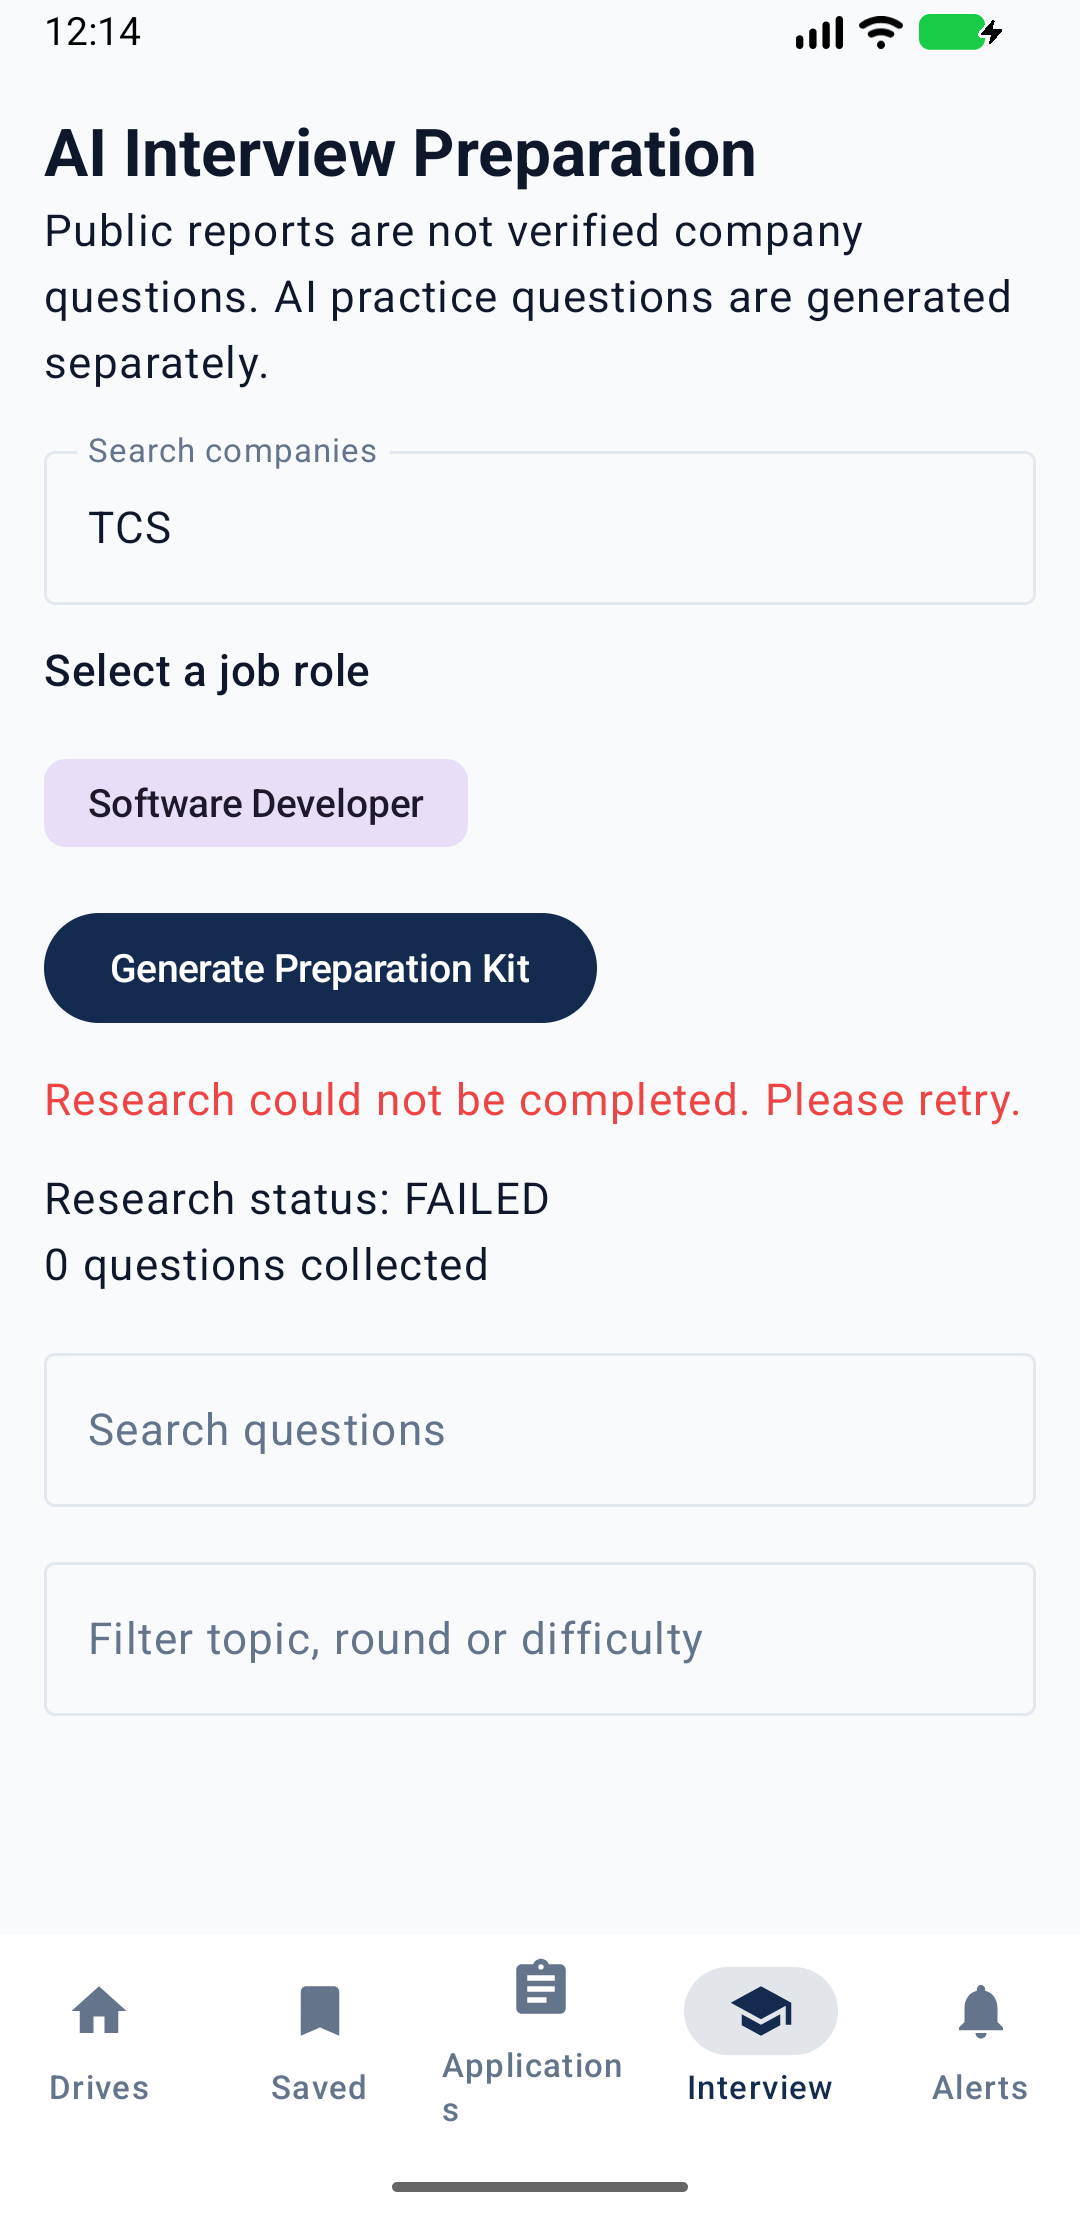 12:14
AI Interview Preparation
Public reports are not verified company
questions. AI practice questions are generated
separately.
Search companies
TCS
Select a job role
Software Developer
Generate Preparation Kit
Research could not be completed. Please retry.
Research status: FAILED
0 questions collected
Search questions
Filter topic, round or difficulty
Drives
Saved
Application
s
Interview
Alerts